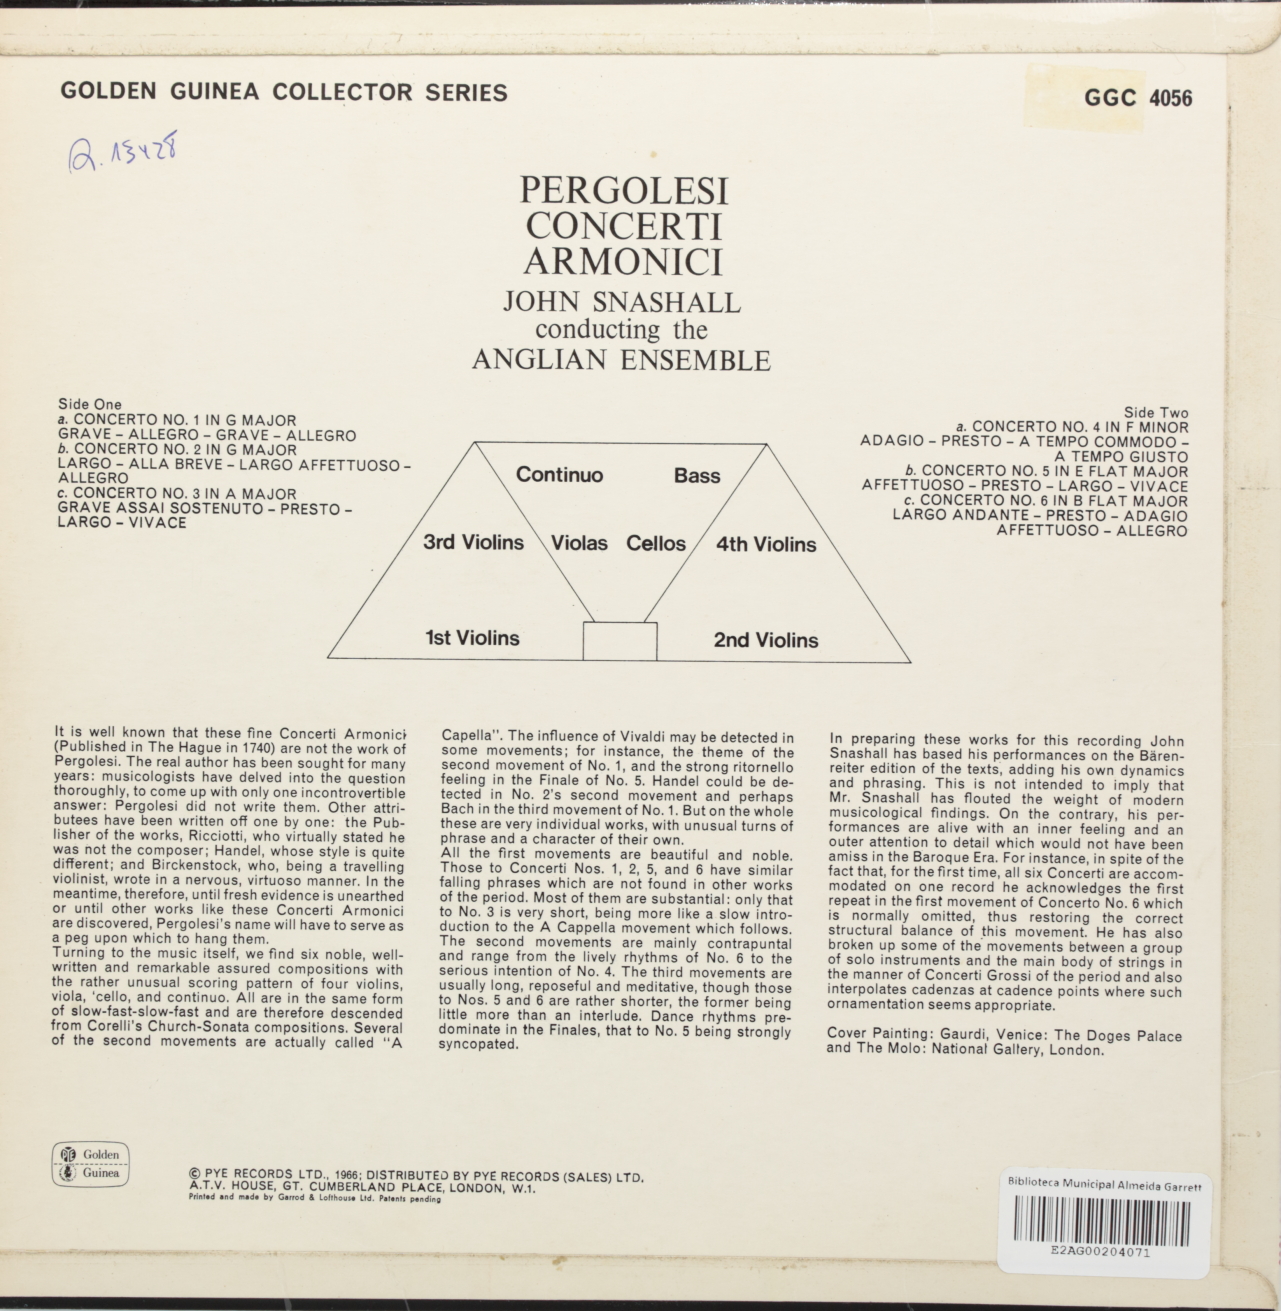 GOLDEN GUINEA COLLECTOR SERIES
GGC 4056
Q. 13428
PERGOLESI
CONCERTI
ARMONICI
JOHN SNASHALL
conducting the
ANGLIAN ENSEMBLE
Side One
a. CONCERTO NO. 1 IN G MAJOR
GRAVE – ALLEGRO – GRAVE – ALLEGRO
b. CONCERTO NO. 2 IN G MAJOR
LARGO – ALLA BREVE – LARGO AFFETTUOSO –
ALLEGRO
c. CONCERTO NO. 3 IN A MAJOR
GRAVE ASSAI SOSTENUTO – PRESTO –
LARGO – VIVACE
Side Two
a. CONCERTO NO. 4 IN F MINOR
ADAGIO – PRESTO – A TEMPO COMMODO –
A TEMPO GIUSTO
b. CONCERTO NO. 5 IN E FLAT MAJOR
AFFETTUOSO – PRESTO – LARGO – VIVACE
c. CONCERTO NO. 6 IN B FLAT MAJOR
LARGO ANDANTE – PRESTO – ADAGIO
AFFETTUOSO – ALLEGRO
Continuo Bass
3rd Violins Violas Cellos 4th Violins
1st Violins 2nd Violins
It is well known that these fine Concerti Armonici
(Published in The Hague in 1740) are not the work of
Pergolesi. The real author has been sought for many
years: musicologists have delved into the question
thoroughly, to come up with only one incontrovertible
answer: Pergolesi did not write them. Other attri-
butees have been written off one by one: the Pub-
lisher of the works, Ricciotti, who virtually stated he
was not the composer; Handel, whose style is quite
different; and Birckenstock, who, being a travelling
violinist, wrote in a nervous, virtuoso manner. In the
meantime, therefore, until fresh evidence is unearthed
or until other works like these Concerti Armonici
are discovered, Pergolesi's name will have to serve as
a peg upon which to hang them.
Turning to the music itself, we find six noble, well-
written and remarkable assured compositions with
the rather unusual scoring pattern of four violins,
viola, 'cello, and continuo. All are in the same form
of slow-fast-slow-fast and are therefore descended
from Corelli's Church-Sonata compositions. Several
of the second movements are actually called "A
Capella". The influence of Vivaldi may be detected in
some movements; for instance, the theme of the
second movement of No. 1, and the strong ritornello
feeling in the Finale of No. 5. Handel could be de-
tected in No. 2's second movement and perhaps
Bach in the third movement of No. 1. But on the whole
these are very individual works, with unusual turns of
phrase and a character of their own.
All the first movements are beautiful and noble.
Those to Concerti Nos. 1, 2, 5, and 6 have similar
falling phrases which are not found in other works
of the period. Most of them are substantial: only that
to No. 3 is very short, being more like a slow intro-
duction to the A Cappella movement which follows.
The second movements are mainly contrapuntal
and range from the lively rhythms of No. 6 to the
serious intention of No. 4. The third movements are
usually long, reposeful and meditative, though those
to Nos. 5 and 6 are rather shorter, the former being
little more than an interlude. Dance rhythms pre-
dominate in the Finales, that to No. 5 being strongly
syncopated.
In preparing these works for this recording John
Snashall has based his performances on the Bären-
reiter edition of the texts, adding his own dynamics
and phrasing. This is not intended to imply that
Mr. Snashall has flouted the weight of modern
musicological findings. On the contrary, his per-
formances are alive with an inner feeling and an
outer attention to detail which would not have been
amiss in the Baroque Era. For instance, in spite of the
fact that, for the first time, all six Concerti are accom-
modated on one record he acknowledges the first
repeat in the first movement of Concerto No. 6 which
is normally omitted, thus restoring the correct
structural balance of this movement. He has also
broken up some of the movements between a group
of solo instruments and the main body of strings in
the manner of Concerti Grossi of the period and also
interpolates cadenzas at cadence points where such
ornamentation seems appropriate.
Cover Painting: Gaurdi, Venice: The Doges Palace
and The Molo: National Gallery, London.
PYE Golden
Guinea
© PYE RECORDS LTD., 1966; DISTRIBUTED BY PYE RECORDS (SALES) LTD.
A.T.V. HOUSE, GT. CUMBERLAND PLACE, LONDON, W.1.
Printed and made by Garrod & Lofthouse Ltd. Patents pending
Biblioteca Municipal Almeida Garrett
E2AG00204071